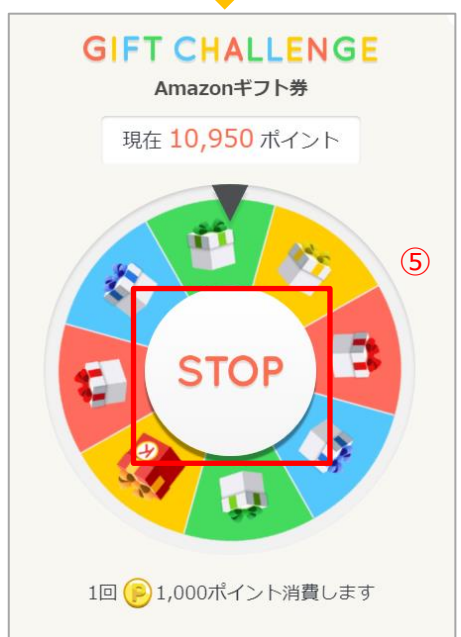 GIFT CHALLENGE
Amazonギフト券
現在 10,950 ポイント
⑤
STOP
1回 P 1,000ポイント消費します